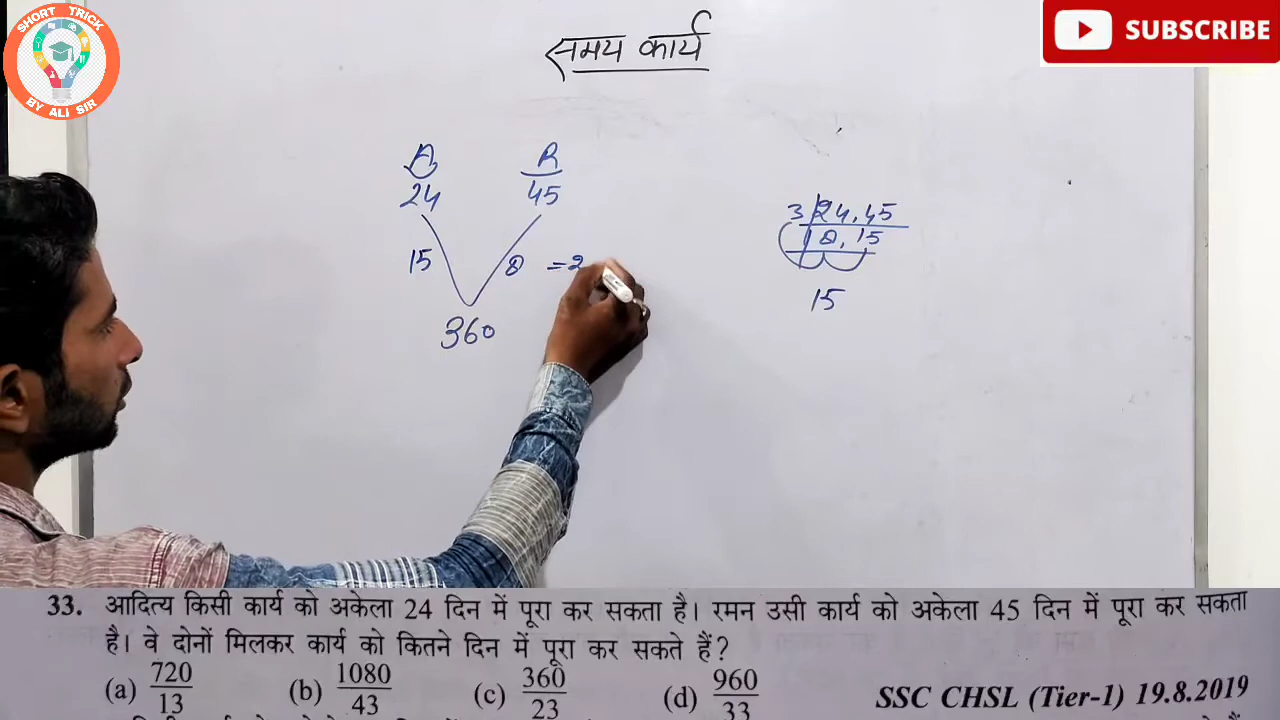 SHORT TRICK
BY ALI SIR
SUBSCRIBE
समय कार्य
A R
24 45
15 8 =2
360
3 24,45
8, 15
15
33. आदित्य किसी कार्य को अकेला 24 दिन में पूरा कर सकता है। रमन उसी कार्य को अकेला 45 दिन में पूरा कर सकता
है। वे दोनों मिलकर कार्य को कितने दिन में पूरा कर सकते हैं?
(a) 720/13 (b) 1080/43 (c) 360/23 (d) 960/33 SSC CHSL (Tier-1) 19.8.2019